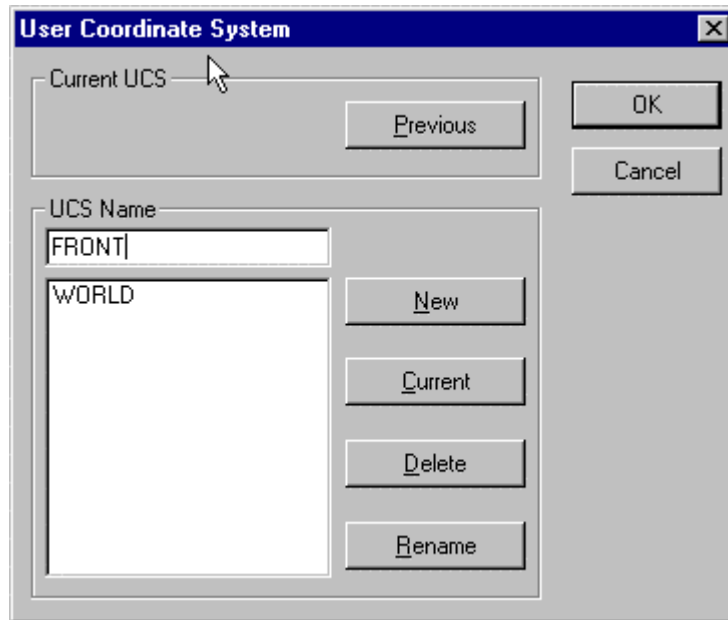 User Coordinate System
Current UCS
Previous
OK
Cancel
UCS Name
FRONT
WORLD
New
Current
Delete
Rename